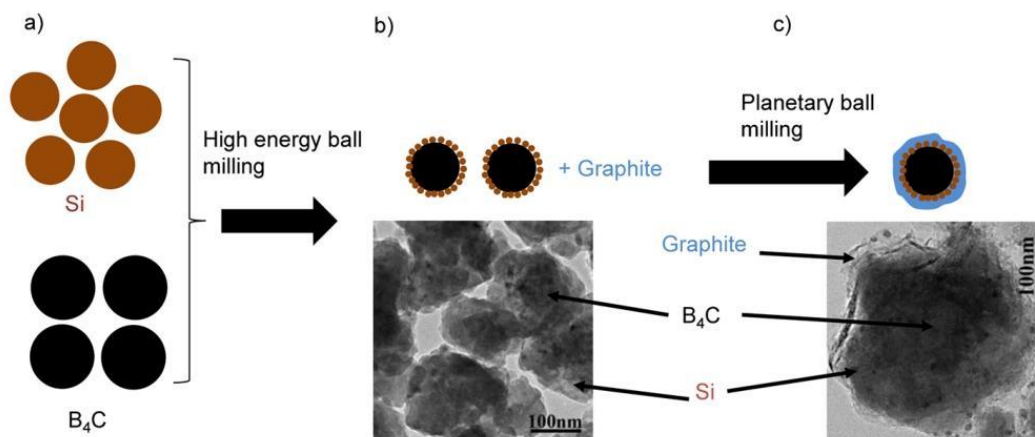 a)
Si
B₄C
High energy ball
milling
b)
+ Graphite
Planetary ball
milling
c)
Graphite
B₄C
Si
100nm
100nm